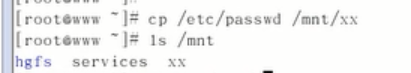 [root@www ~]# cp /etc/passwd /mnt/xx
[root@www ~]# ls /mnt
hgfs services xx